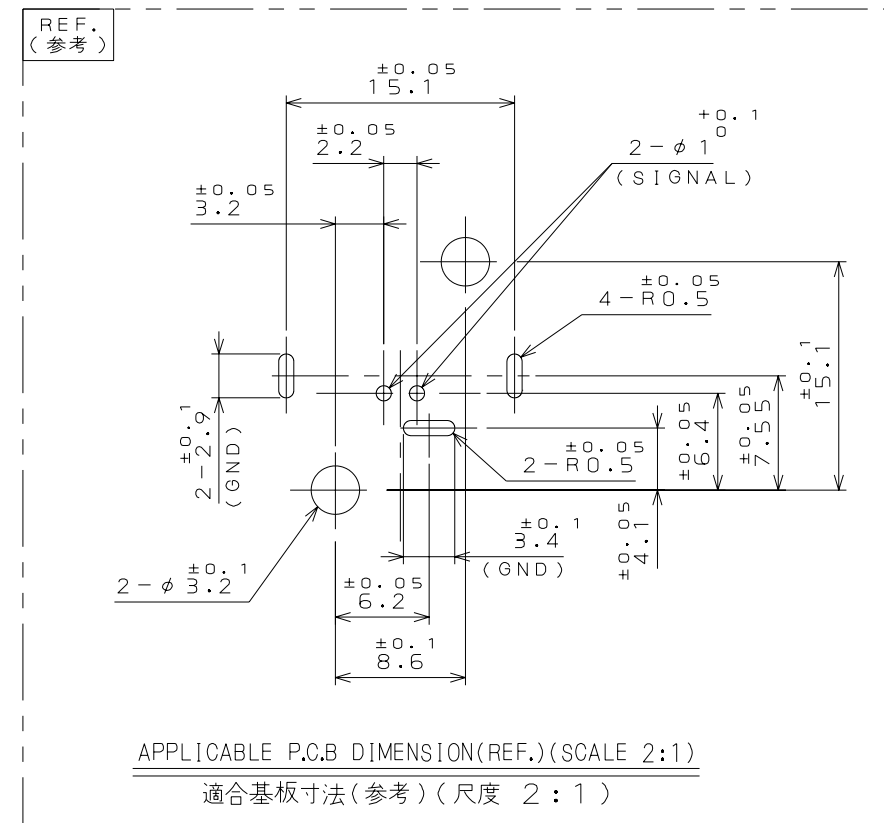 REF.
(参考)
±0.05
15.1
±0.05
2.2
+0.1
0
2-φ1
(SIGNAL)
±0.05
3.2
±0.05
4-R0.5
±0.1
15.1
±0.05
7.55
±0.05
6.4
±0.1
2-2.9
(GND)
±0.05
2-R0.5
±0.05
4.1
±0.1
3.4
(GND)
±0.1
2-φ3.2
±0.05
6.2
±0.1
8.6
APPLICABLE P.C.B DIMENSION(REF.)(SCALE 2:1)
適合基板寸法(参考)(尺度 2:1)